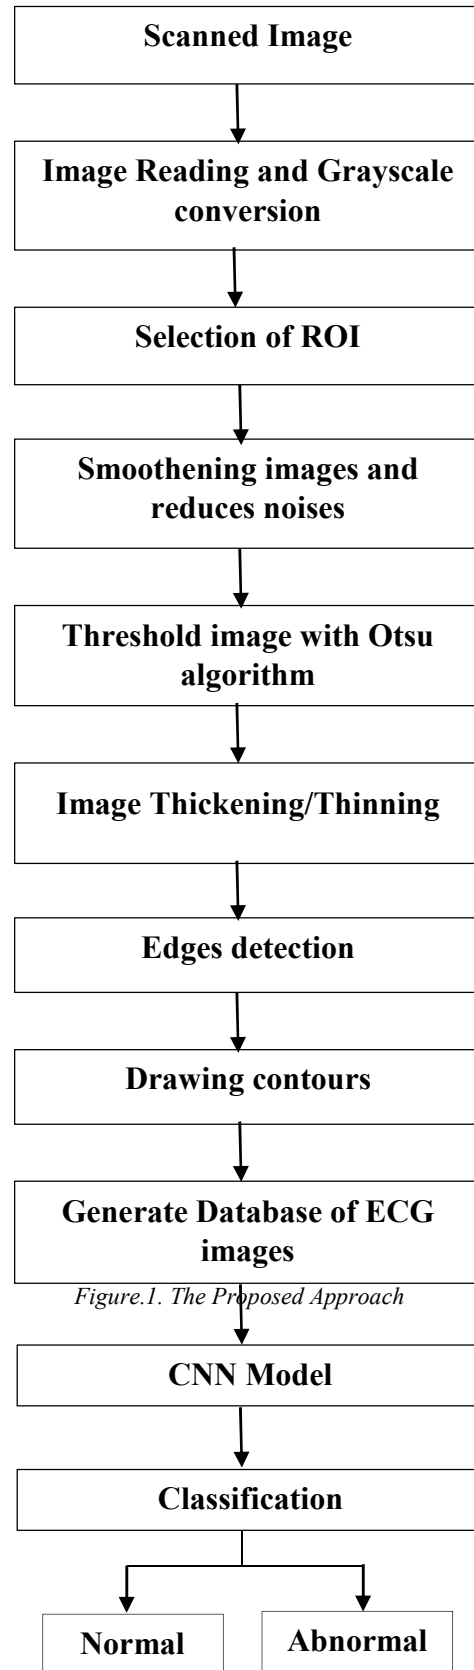 Scanned Image
Image Reading and Grayscale
conversion
Selection of ROI
Smoothening images and
reduces noises
Threshold image with Otsu
algorithm
Image Thickening/Thinning
Edges detection
Drawing contours
Generate Database of ECG
images
Figure.1. The Proposed Approach
CNN Model
Classification
Normal
Abnormal